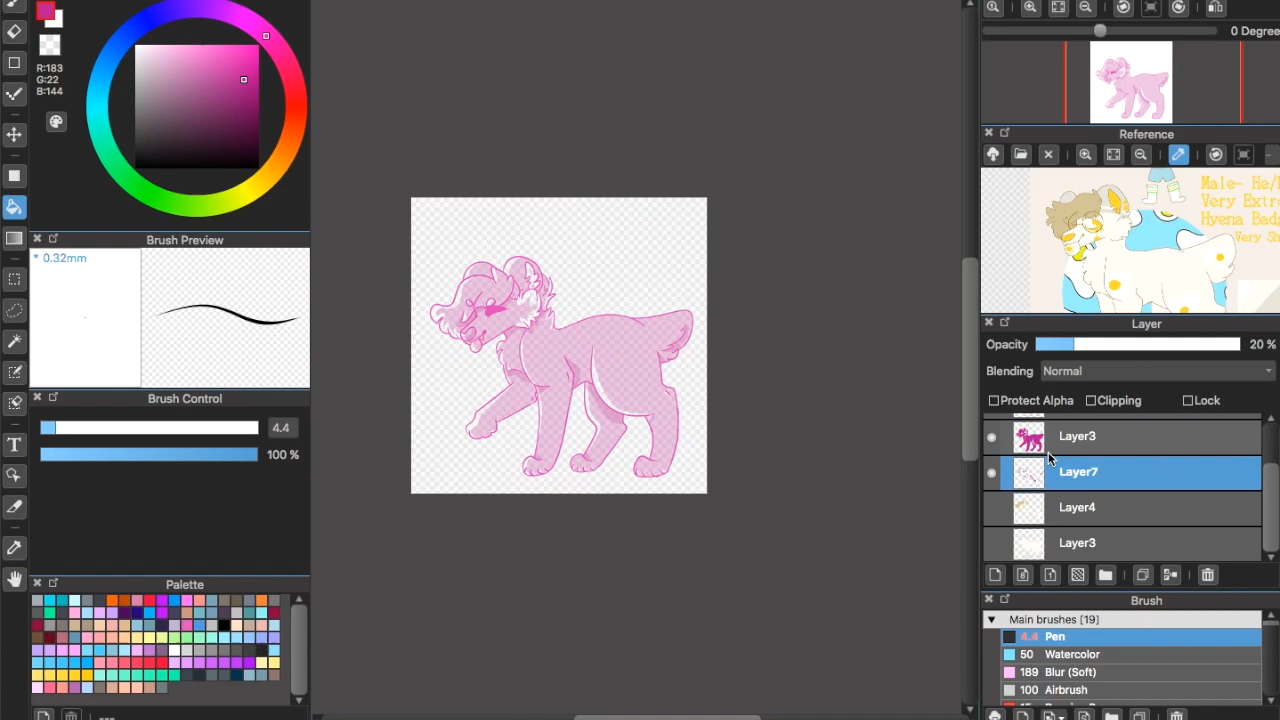 0 Degree
R:183
G:22
B:144
Reference
Male- He/
Very Extr
Hyena Bad
Very Sh
Brush Preview
* 0.32mm
Layer
Opacity 20 %
Blending Normal
Protect Alpha Clipping Lock
Brush Control
4.4
100 %
Layer3
Layer7
Layer4
Layer3
T
Palette
Brush
Main brushes [19]
4.4 Pen
50 Watercolor
189 Blur (Soft)
100 Airbrush